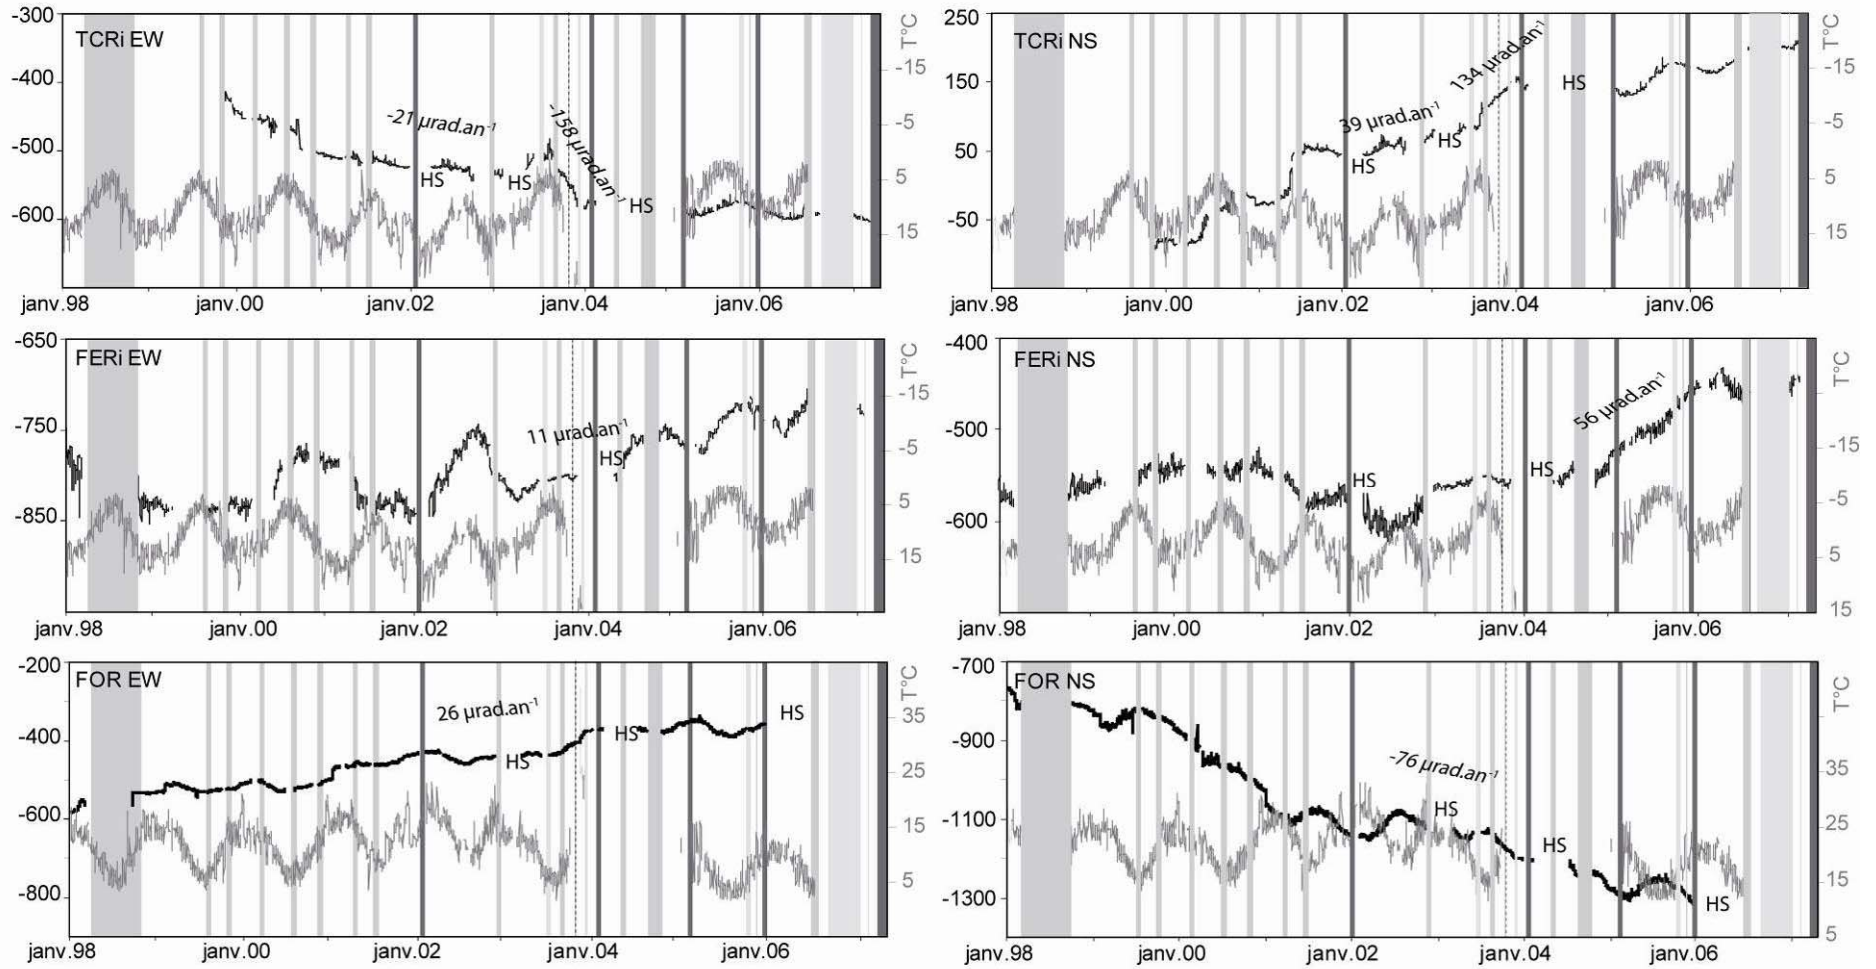 TCRi EW
-300
-400
-500
-600
-21 µrad.an⁻¹
-158 µrad.an⁻¹
HS
HS
HS
T°C
-15
-5
5
15
janv.98
janv.00
janv.02
janv.04
janv.06
TCRi NS
250
150
50
-50
39 µrad.an⁻¹
134 µrad.an⁻¹
HS
HS
HS
T°C
-15
-5
5
15
janv.98
janv.00
janv.02
janv.04
janv.06
FERi EW
-650
-750
-850
11 µrad.an⁻¹
HS
T°C
-15
-5
5
15
janv.98
janv.00
janv.02
janv.04
janv.06
FERi NS
-400
-500
-600
56 µrad.an⁻¹
HS
HS
T°C
-15
-5
5
15
janv.98
janv.00
janv.02
janv.04
janv.06
FOR EW
-200
-400
-600
-800
26 µrad.an⁻¹
HS
HS
HS
T°C
35
25
15
5
janv.98
janv.00
janv.02
janv.04
janv.06
FOR NS
-700
-900
-1100
-1300
-76 µrad.an⁻¹
HS
HS
HS
T°C
35
25
15
5
janv.98
janv.00
janv.02
janv.04
janv.06